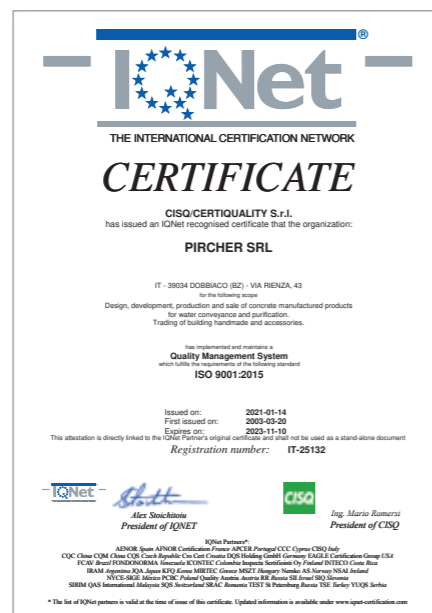 IQNet ®
THE INTERNATIONAL CERTIFICATION NETWORK
CERTIFICATE
CISQ/CERTIQUALITY S.r.l.
has issued an IQNet recognised certificate that the organization:
PIRCHER SRL
IT - 39034 DOBBIACO (BZ) - VIA RIENZA, 43
for the following scope
Design, development, production and sale of concrete manufactured products
for water conveyance and purification.
Trading of building handmade and accessories.
has implemented and maintains a
Quality Management System
which fulfills the requirements of the following standard
ISO 9001:2015
Issued on: 2021-01-14
First issued on: 2003-03-20
Expires on: 2023-11-10
This attestation is directly linked to the IQNet Partner's original certificate and shall not be used as a stand-alone document
Registration number: IT-25132
IQNet
CISQ
Alex Stoichitoiu
President of IQNET
Ing. Mario Romersi
President of CISQ
IQNet Partners*:
AENOR Spain AFNOR Certification France APCER Portugal CCC Cyprus CISQ Italy
CQC China CQM China CQS Czech Republic Cro Cert Croatia DQS Holding GmbH Germany EAGLE Certification Group USA
FCAV Brazil FONDONORMA Venezuela ICONTEC Colombia Inspecta Sertifiointi Oy Finland INTECO Costa Rica
IRAM Argentina JQA Japan KFQ Korea MIRTEC Greece MSZT Hungary Nemko AS Norway NSAI Ireland
NYCE-SIGE México PCBC Poland Quality Austria Austria RR Russia SII Israel SIQ Slovenia
SIRIM QAS International Malaysia SQS Switzerland SRAC Romania TEST St Petersburg Russia TSE Turkey YUQS Serbia
* The list of IQNet partners is valid at the time of issue of this certificate. Updated information is available under www.iqnet-certification.com